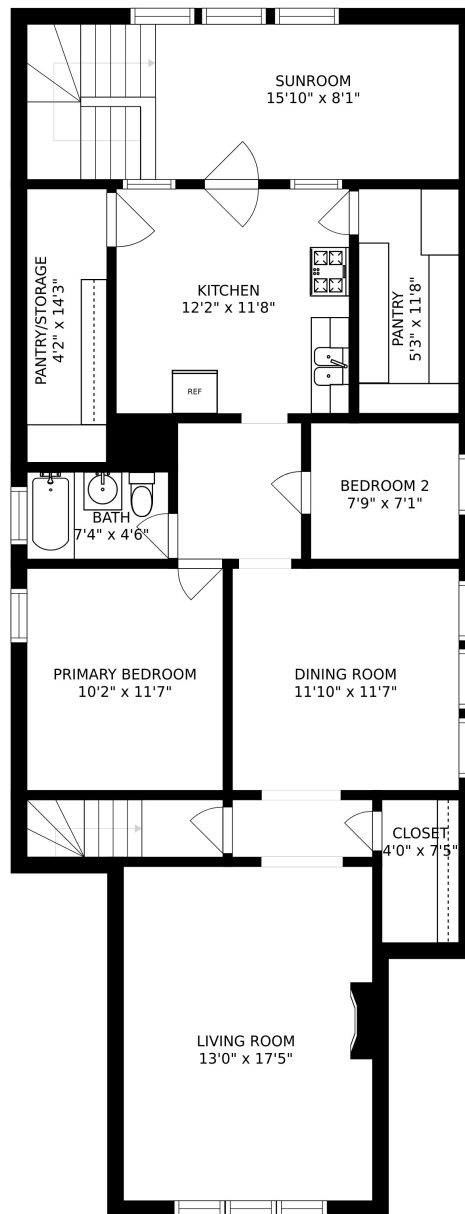 SUNROOM
15'10" x 8'1"
PANTRY/STORAGE
4'2" x 14'3"
KITCHEN
12'2" x 11'8"
PANTRY
5'3" x 11'8"
REF
BEDROOM 2
7'9" x 7'1"
BATH
7'4" x 4'6"
PRIMARY BEDROOM
10'2" x 11'7"
DINING ROOM
11'10" x 11'7"
CLOSET
4'0" x 7'5"
LIVING ROOM
13'0" x 17'5"